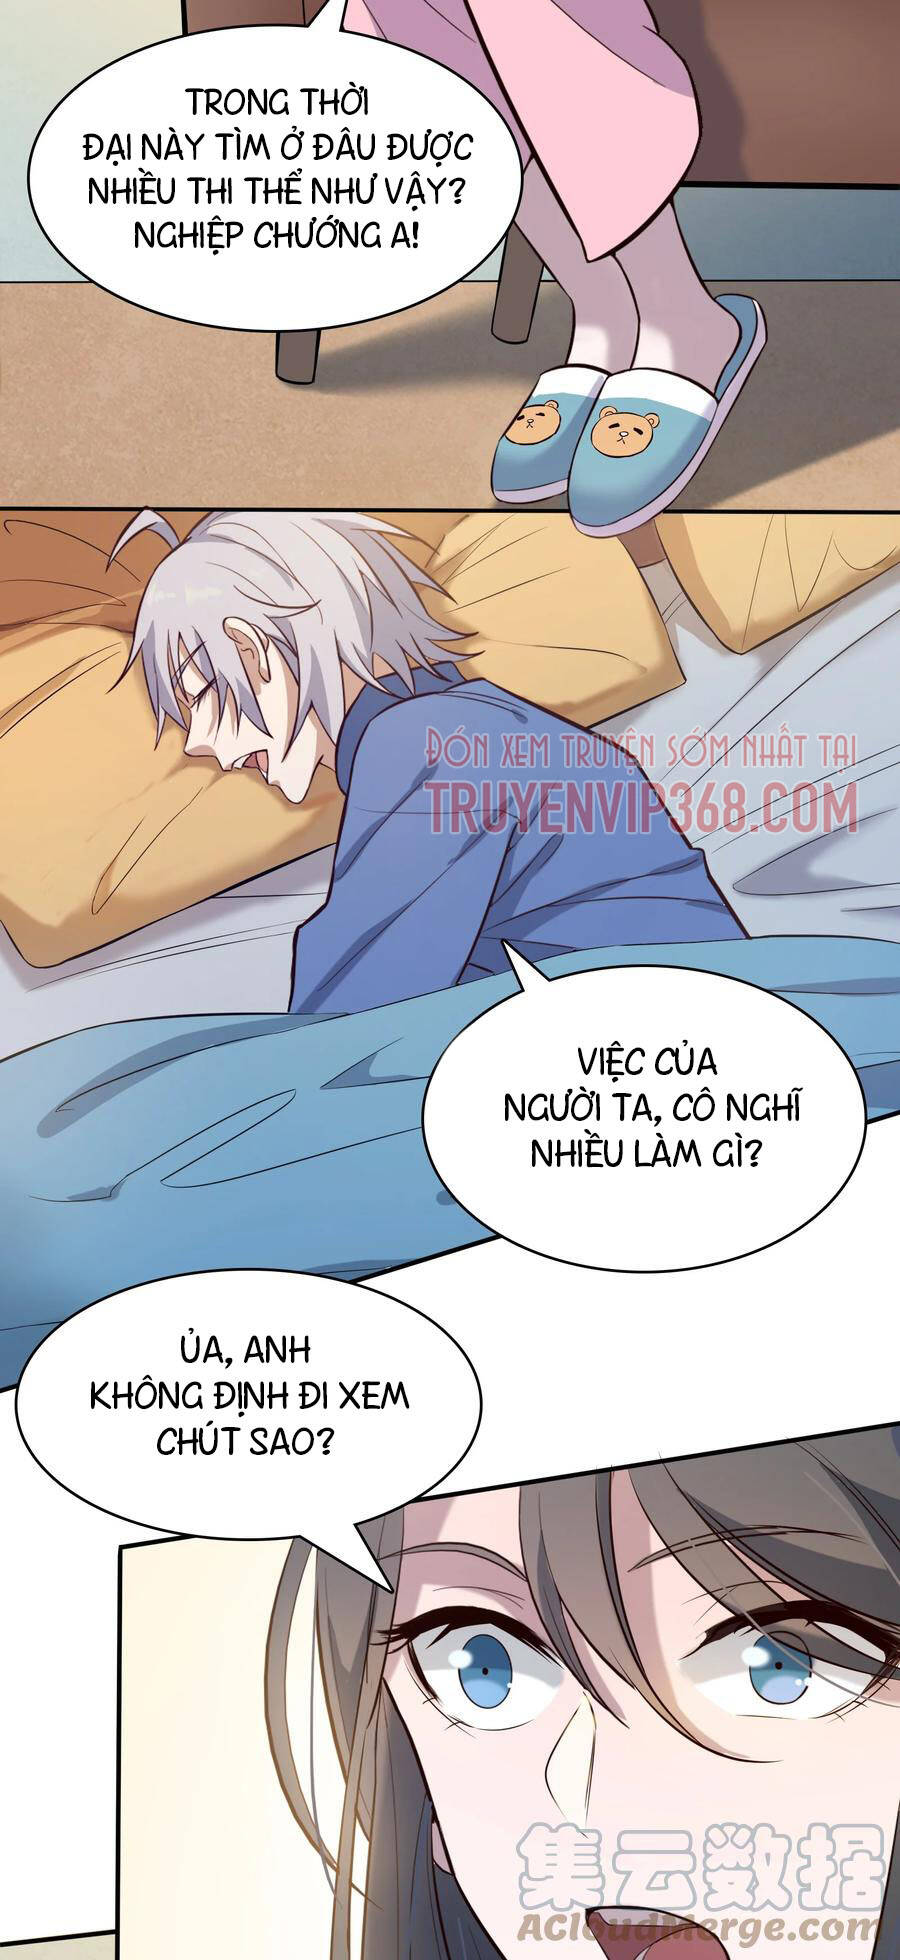 TRONG THỜI
ĐẠI NÀY TÌM Ở ĐÂU ĐƯỢC
NHIỀU THI THỂ NHƯ VẬY?
NGHIỆP CHƯỚNG A!
ĐÓN XEM TRUYỆN SỚM NHẤT TẠI
TRUYENVIP368.COM
VIỆC CỦA
NGƯỜI TA, CÔ NGHĨ
NHIỀU LÀM GÌ?
ỦA, ANH
KHÔNG ĐỊNH ĐI XEM
CHÚT SAO?
集云数据
ACloudMerge.com